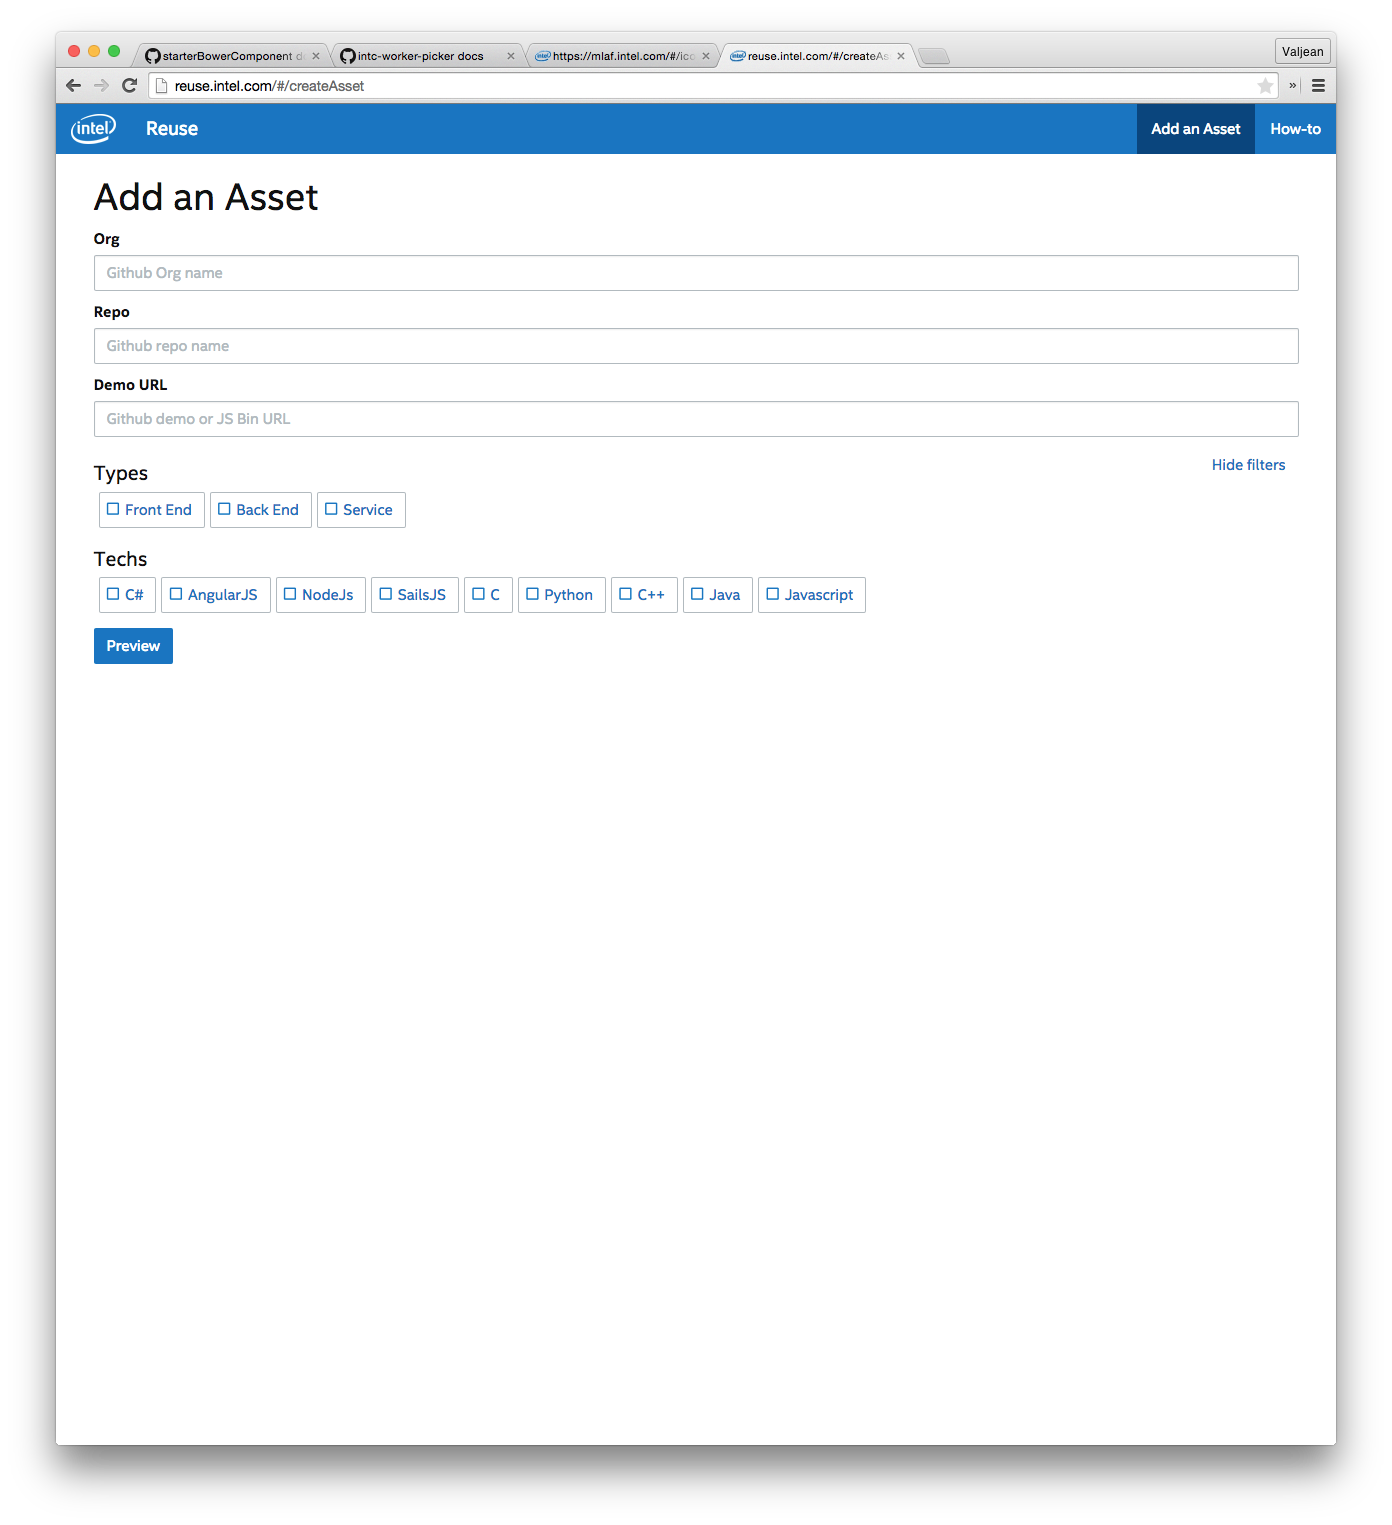 starterBowerComponent d
intc-worker-picker docs
https://mlaf.intel.com/#/ico
reuse.intel.com/#/createAs
Valjean
reuse.intel.com/#/createAsset
»
intel
Reuse
Add an Asset
How-to
Add an Asset
Org
Github Org name
Repo
Github repo name
Demo URL
Github demo or JS Bin URL
Types
Hide filters
Front End
Back End
Service
Techs
C#
AngularJS
NodeJs
SailsJS
C
Python
C++
Java
Javascript
Preview